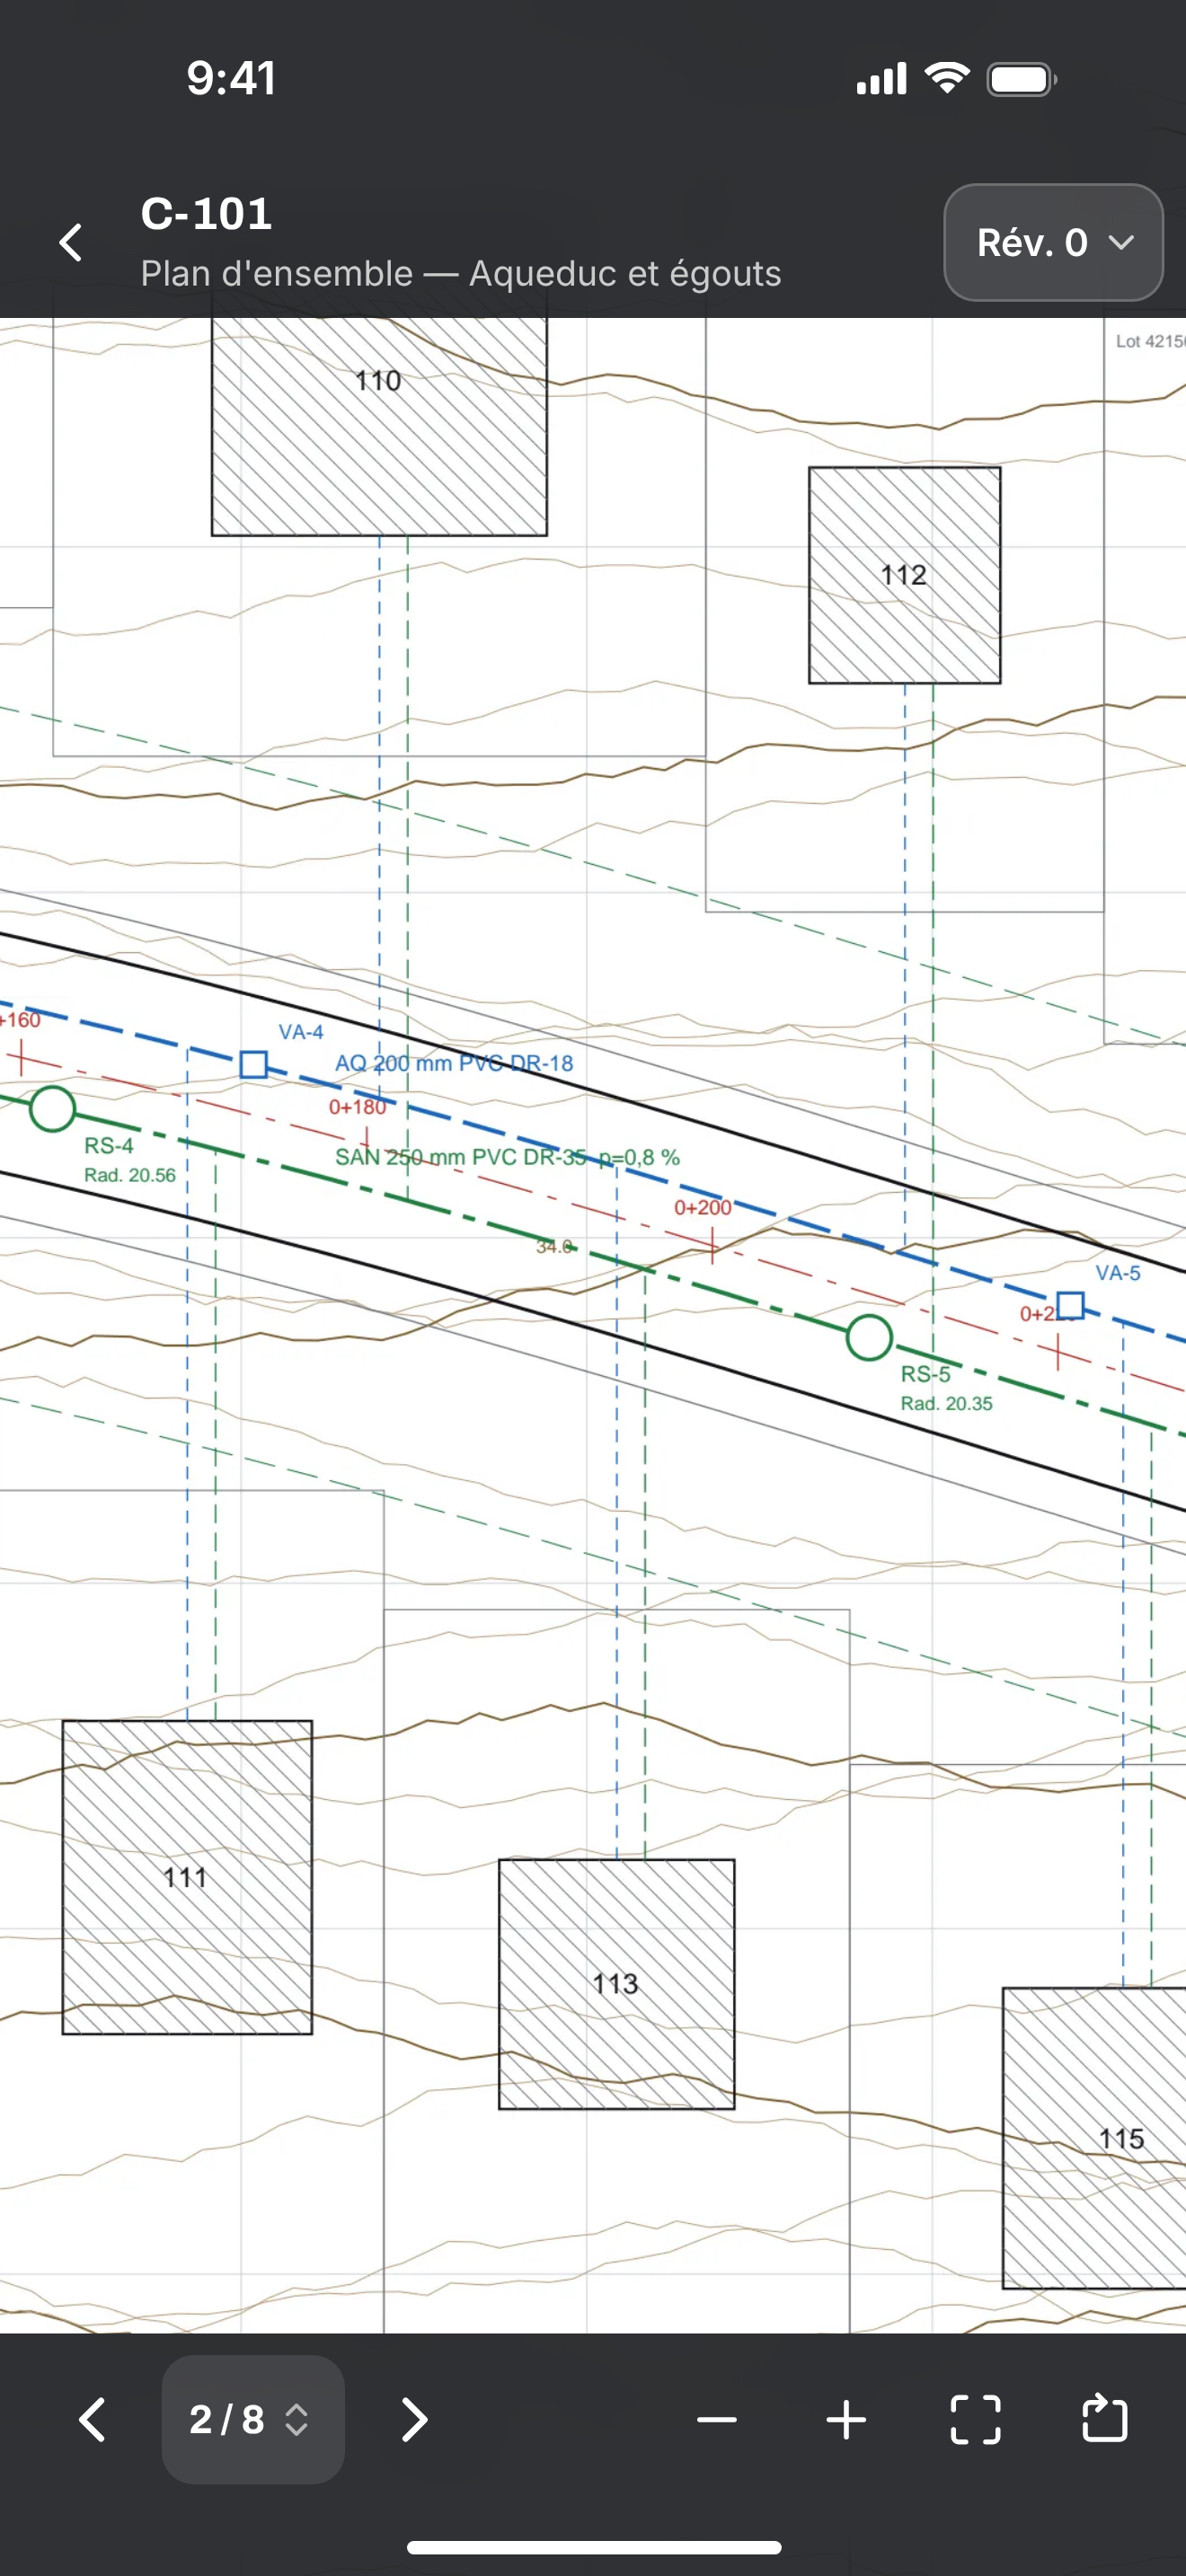 9:41
C-101
Plan d'ensemble — Aqueduc et égouts
Rév. 0
110
112
+160
VA-4
AQ 200 mm PVC DR-18
0+180
RS-4
Rad. 20.56
SAN 250 mm PVC DR-35 p=0,8 %
0+200
34.0
VA-5
RS-5
Rad. 20.35
111
113
115
2 / 8